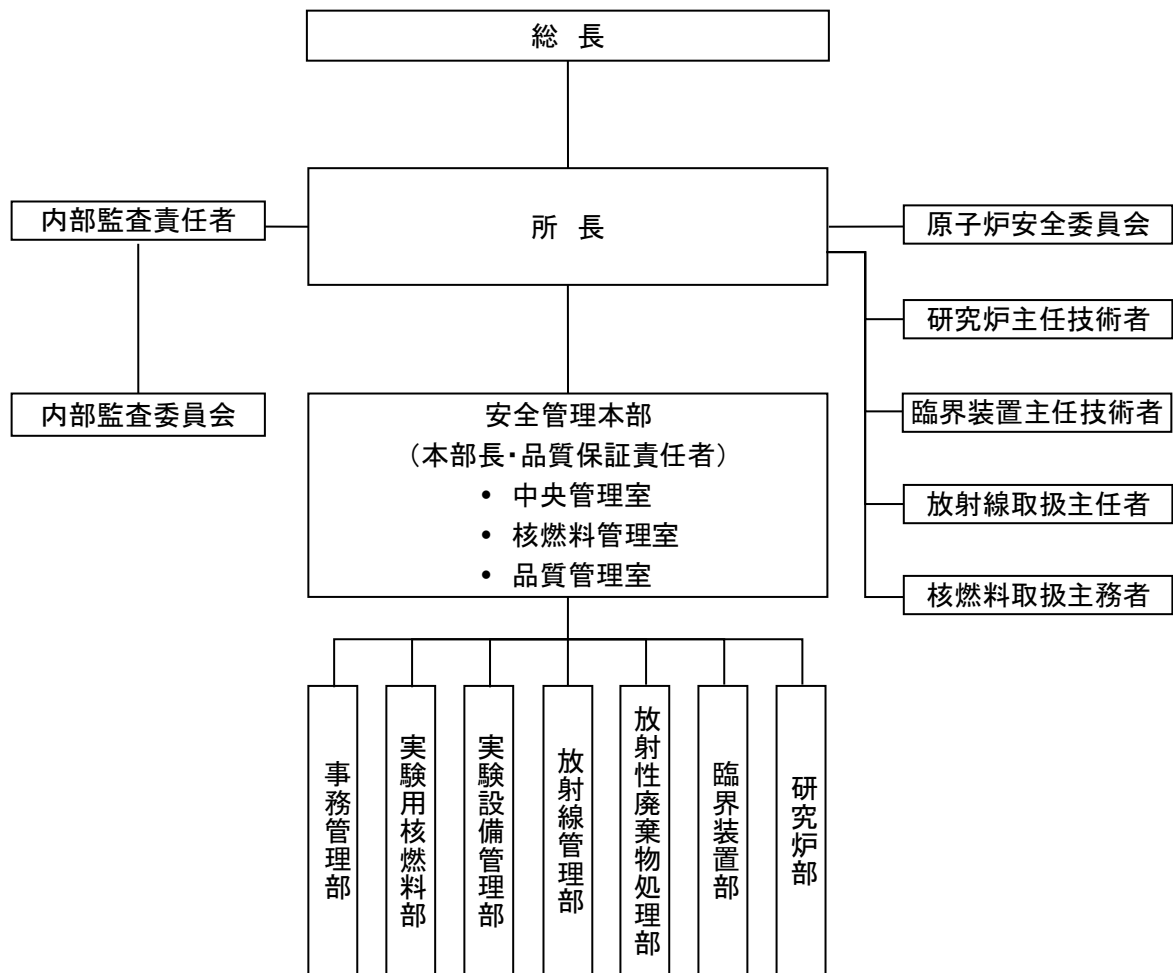 総 長
内部監査責任者
所 長
原子炉安全委員会
研究炉主任技術者
内部監査委員会
安全管理本部
（本部長・品質保証責任者）
• 中央管理室
• 核燃料管理室
• 品質管理室
臨界装置主任技術者
放射線取扱主任者
核燃料取扱主務者
事務管理部
実験用核燃料部
実験設備管理部
放射線管理部
放射性廃棄物処理部
臨界装置部
研究炉部